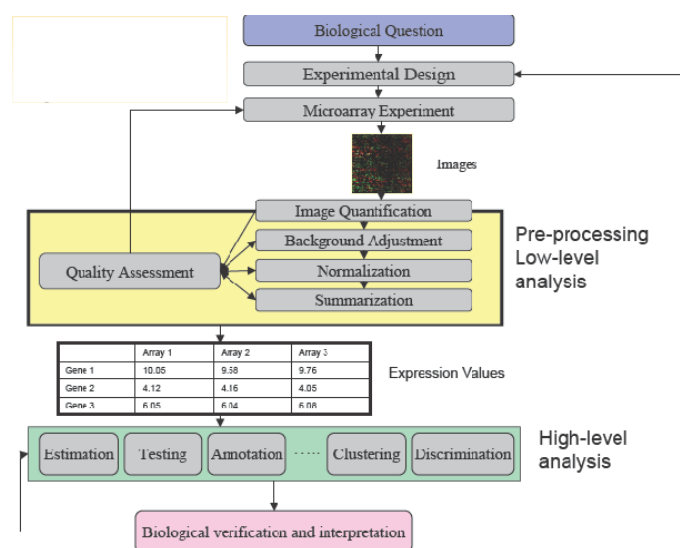 Biological Question
Experimental Design
Microarray Experiment
Images
Image Quantification
Background Adjustment
Quality Assessment
Normalization
Summarization
Pre-processing
Low-level
analysis
Array 1 Array 2 Array 3
Gene 1 10.05 9.58 9.76
Gene 2 4.12 4.16 4.05
Gene 3 6.05 6.04 6.08
Expression Values
Estimation Testing Annotation ..... Clustering Discrimination
High-level
analysis
Biological verification and interpretation